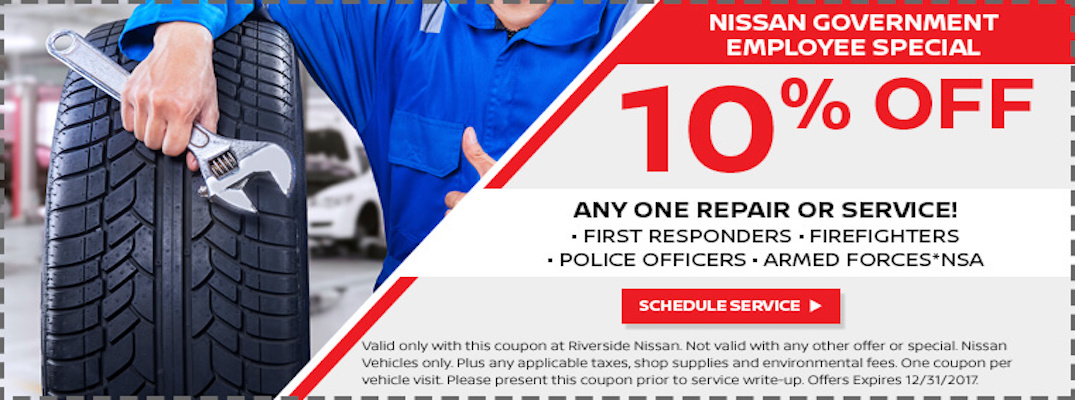 NISSAN GOVERNMENT
EMPLOYEE SPECIAL
10% OFF
ANY ONE REPAIR OR SERVICE!
▪ FIRST RESPONDERS ▪ FIREFIGHTERS
▪ POLICE OFFICERS ▪ ARMED FORCES*NSA
SCHEDULE SERVICE ▶
Valid only with this coupon at Riverside Nissan. Not valid with any other offer or special. Nissan
Vehicles only. Plus any applicable taxes, shop supplies and environmental fees. One coupon per
vehicle visit. Please present this coupon prior to service write-up. Offers Expires 12/31/2017.